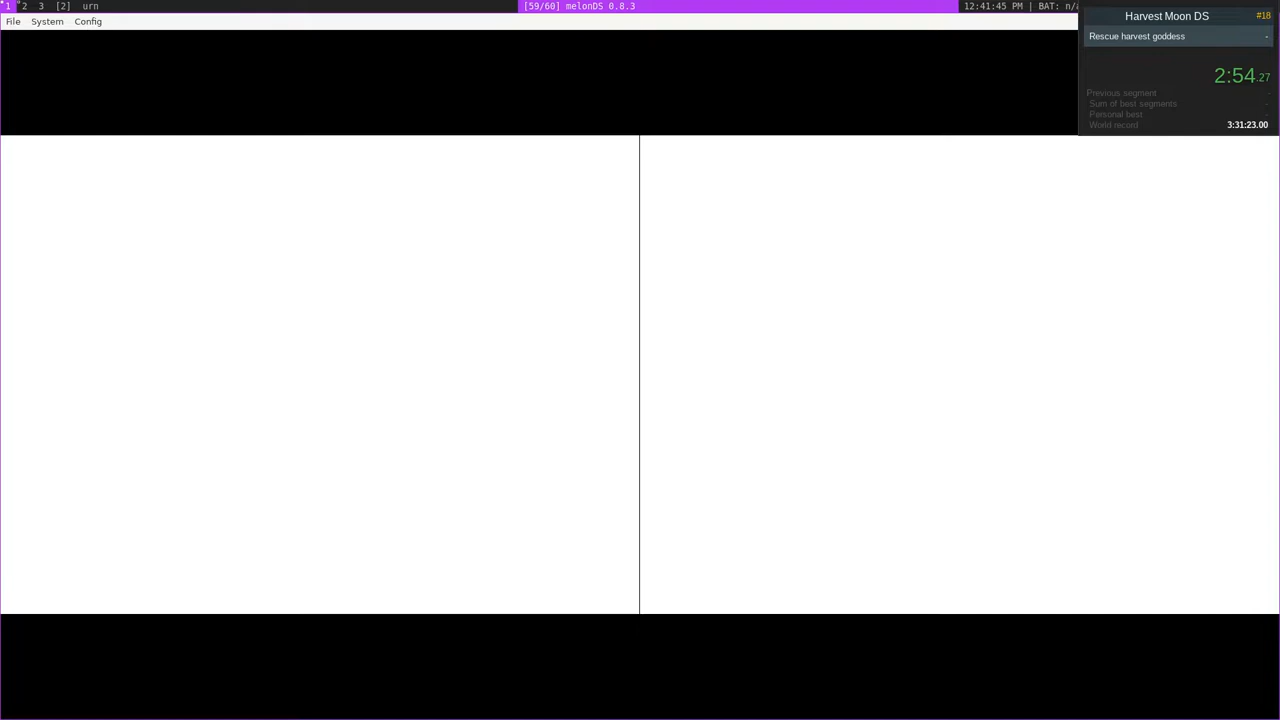 1 2 3 [2] urn
[59/60] melonDS 0.8.3
12:41:45 PM | BAT: n/a
File System Config
Harvest Moon DS #18
Rescue harvest goddess -
2:54.27
Previous segment -
Sum of best segments -
Personal best -
World record 3:31:23.00